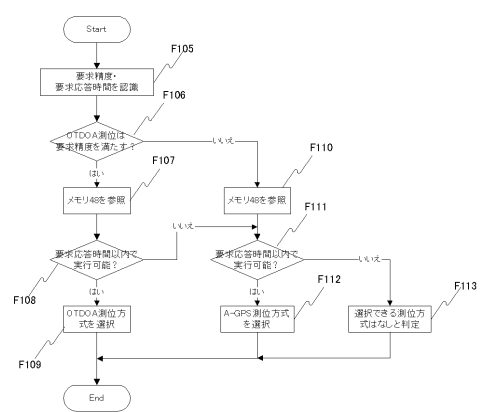 Start
F105
要求精度・
要求応答時間を認識
F106
OTDOA測位は
要求精度を満たす？
いいえ
はい
F107
F110
メモリ48を参照
メモリ48を参照
F111
いいえ
要求応答時間以内で
実行可能？
要求応答時間以内で
実行可能？
いいえ
F108
はい
はい
F112
F113
OTDOA測位方
式を選択
A-GPS測位方式
を選択
選択できる測位方
式はなしと判定
F109
End